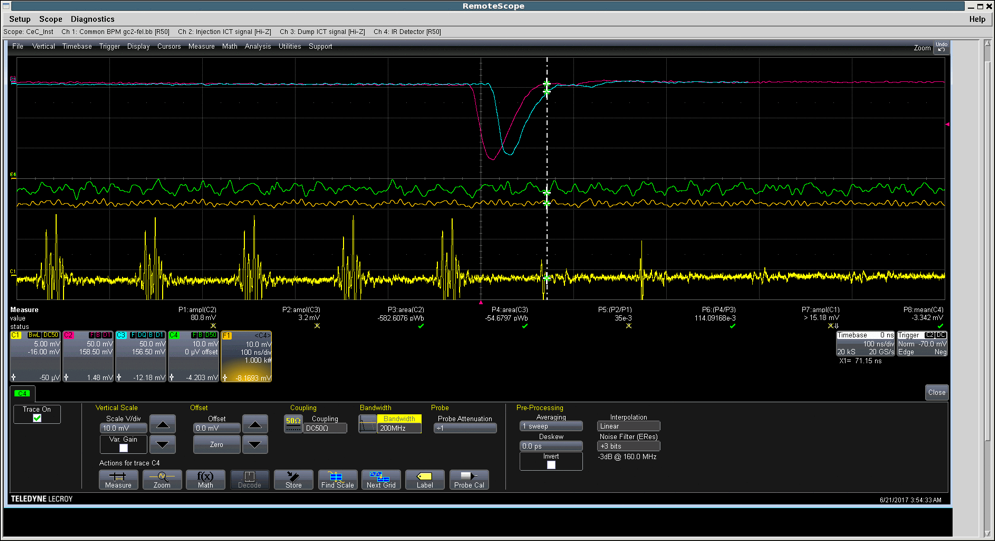 RemoteScope
Setup Scope Diagnostics Help
Scope: CeC_Inst Ch 1: Common BPM gc2-fel.bb [R50] Ch 2: Injection ICT signal [Hi-Z] Ch 3: Dump ICT signal [Hi-Z] Ch 4: IR Detector [R50]
File Vertical Timebase Trigger Display Cursors Measure Math Analysis Utilities Support Zoom Undo
C1
Measure P1:ampl(C2) P2:ampl(C3) P3:area(C2) P4:area(C3) P5:(P2/P1) P6:(P4/P3) P7:ampl(C1) P8:mean(C4)
value 80.8 mV 3.2 mV -582.6076 pWb -54.6797 pWb 35e-3 114.09168e-3 > 15.18 mV -3.342 mV
status
C1 BwL DC50 C3 C4 F1 Timebase 0 ns Trigger C2 DC
5.00 mV 50.0 mV 50.0 mV 10.0 mV 10.0 mV 100 ns/div Norm -70.0 mV
-16.00 mV 158.50 mV 156.50 mV 0 µV offset 100 ns/div 20 kS 20 GS/s Edge Neg
1.000 k#
X1= 71.15 ns
-50 µV 1.48 mV -12.18 mV -4.203 mV -6.1693 mV
C4 Close
Trace On Vertical Scale Offset Coupling Bandwidth Probe Pre-Processing
Scale V/div Offset Coupling Bandwidth Probe Attenuation Averaging Interpolation
10.0 mV 0.0 mV 50Ω DC50Ω 200MHz ÷1 1 sweep Linear
Var. Gain Zero Deskew Noise Filter (ERes)
0.0 ps +3 bits
Invert -3dB @ 160.0 MHz
Actions for trace C4
Measure Zoom f(x) Math Decode Store Find Scale Next Grid Label Probe Cal
TELEDYNE LECROY 6/21/2017 3:54:33 AM